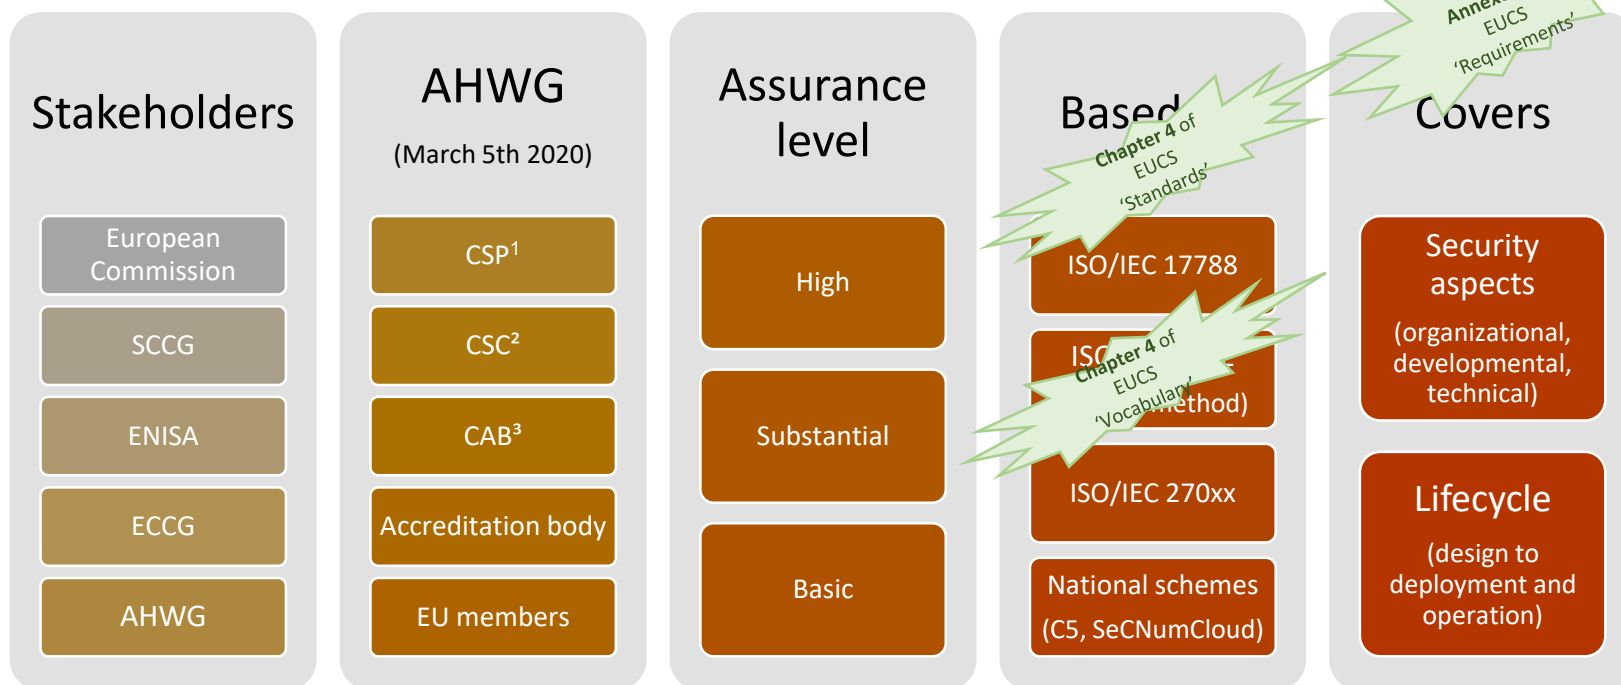 Stakeholders
European
Commission
SCCG
ENISA
ECCG
AHWG
AHWG
(March 5th 2020)
CSP¹
CSC²
CAB³
Accreditation body
EU members
Assurance
level
High
Substantial
Basic
Based
Chapter 4 of
EUCS
‘Standards’
ISO/IEC 17788
Chapter 4 of
EUCS
‘Vocabulary’
ISO/IEC 270xx
National schemes
(C5, SeCNumCloud)
EUCS
‘Requirements’
Covers
Security
aspects
(organizational,
developmental,
technical)
Lifecycle
(design to
deployment and
operation)